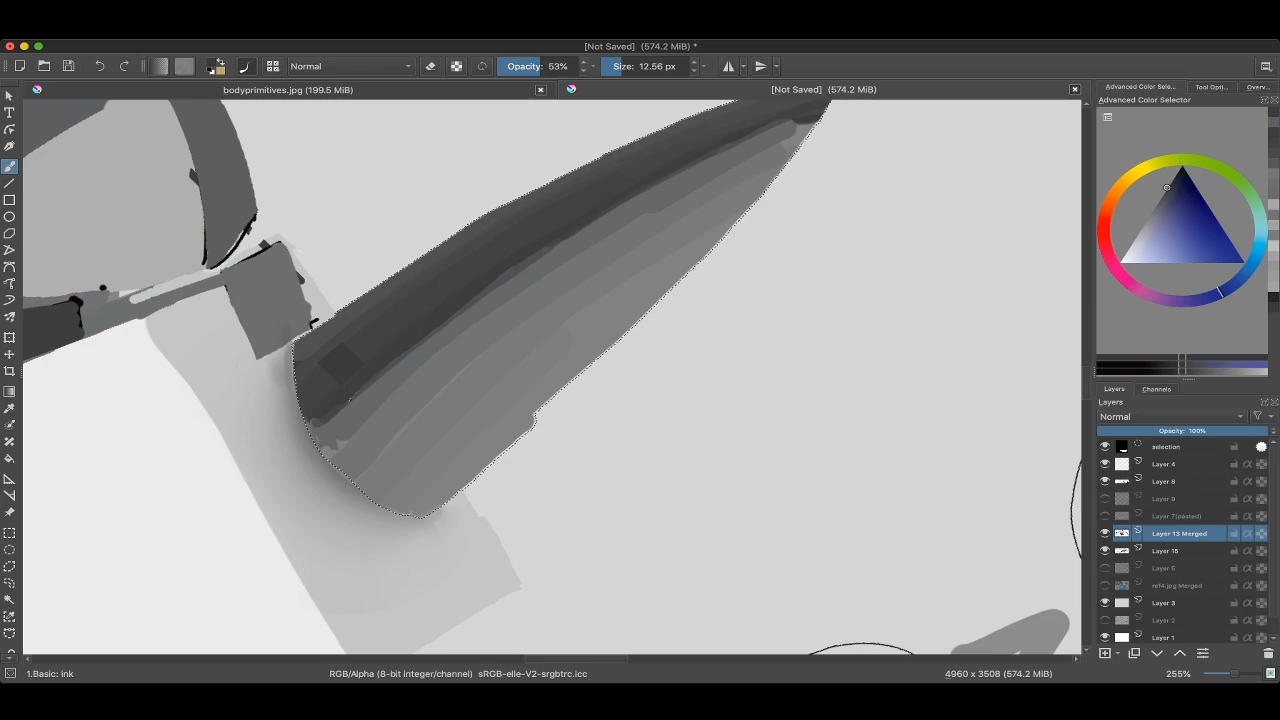 [Not Saved] (574.2 MiB) *
Normal
Opacity: 53%
Size: 12.56 px
bodyprimitives.jpg (199.5 MiB)
[Not Saved] (574.2 MiB)
Advanced Color Sele...
Tool Opti...
Overv...
Advanced Color Selector
Layers
Channels
Layers
Normal
Opacity: 100%
selection
Layer 4
Layer 8
Layer 9
Layer 7(pasted)
Layer 13 Merged
Layer 15
Layer 5
ref4.jpg Merged
Layer 3
Layer 2
Layer 1
1.Basic: ink
RGB/Alpha (8-bit integer/channel) sRGB-elle-V2-srgbtrc.icc
4960 x 3508 (574.2 MiB)
255%